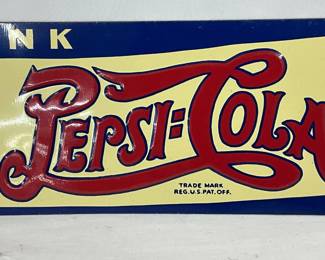 NK
PEPSI=COLA
TRADE MARK
REG.U.S.PAT.OFF.